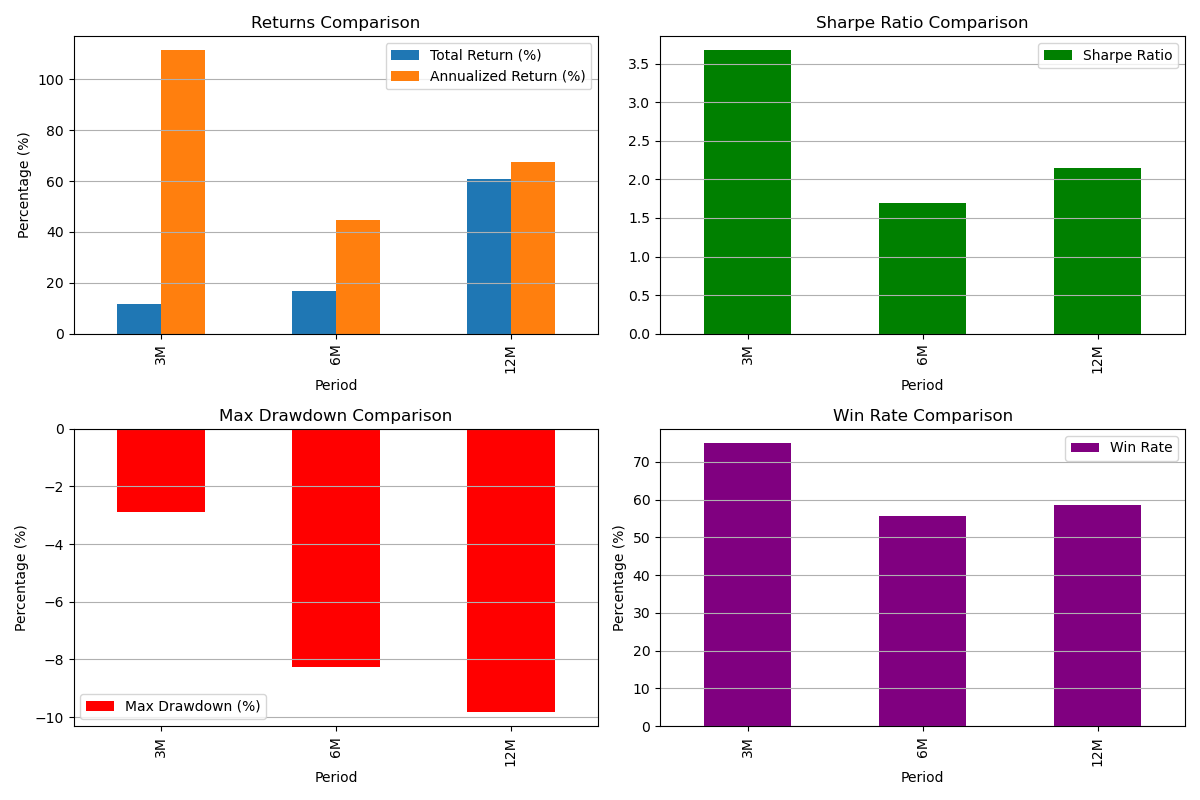 Returns Comparison
Percentage (%)
100
80
60
40
20
0
Total Return (%)
Annualized Return (%)
3M
6M
12M
Period
Sharpe Ratio Comparison
3.5
3.0
2.5
2.0
1.5
1.0
0.5
0.0
Sharpe Ratio
3M
6M
12M
Period
Max Drawdown Comparison
Percentage (%)
0
−2
−4
−6
−8
−10
Max Drawdown (%)
3M
6M
12M
Period
Win Rate Comparison
Percentage (%)
70
60
50
40
30
20
10
0
Win Rate
3M
6M
12M
Period